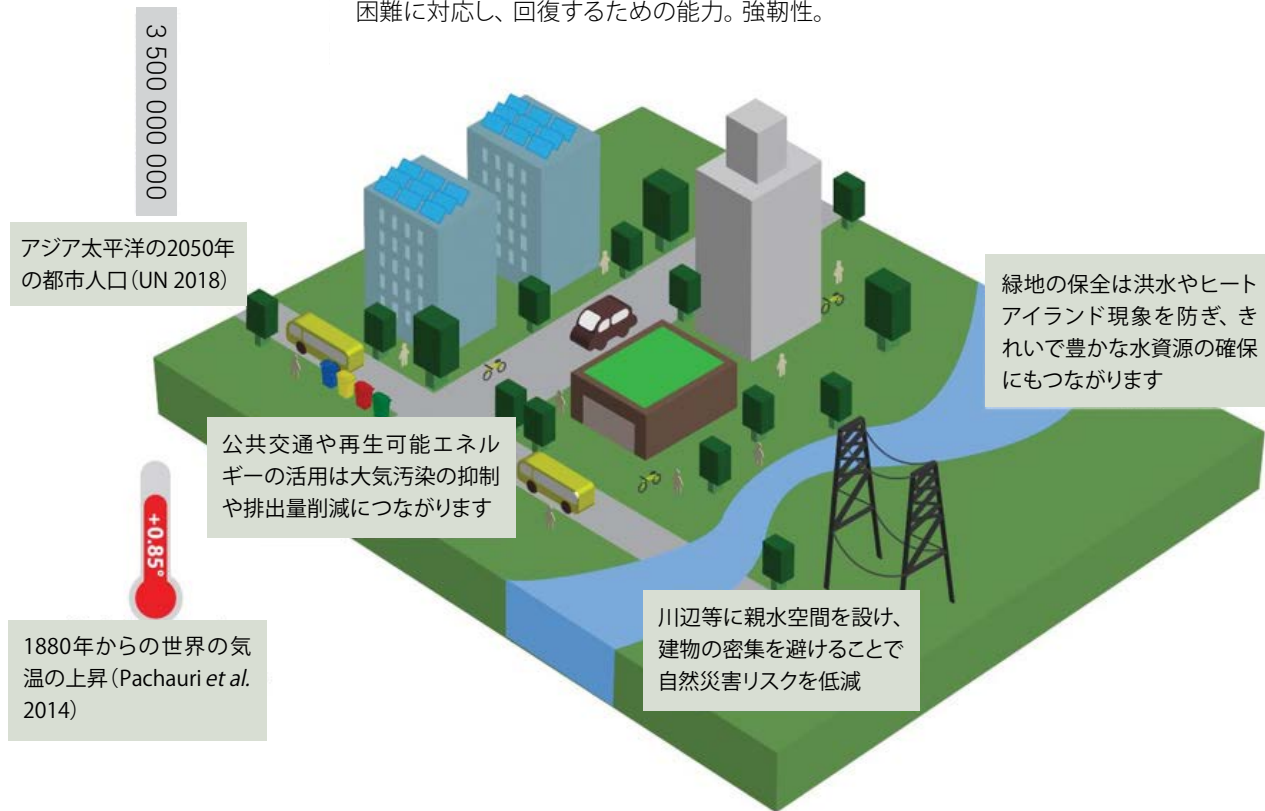 困難に対応し、回復するための能力。強靭性。
3 500 000 000
アジア太平洋の2050年
の都市人口(UN 2018)
緑地の保全は洪水やヒート
アイランド現象を防ぎ、き
れいで豊かな水資源の確保
にもつながります
公共交通や再生可能エネル
ギーの活用は大気汚染の抑制
や排出量削減につながります
+0.85°
1880年からの世界の気
温の上昇(Pachauri et al.
2014)
川辺等に親水空間を設け、
建物の密集を避けることで
自然災害リスクを低減